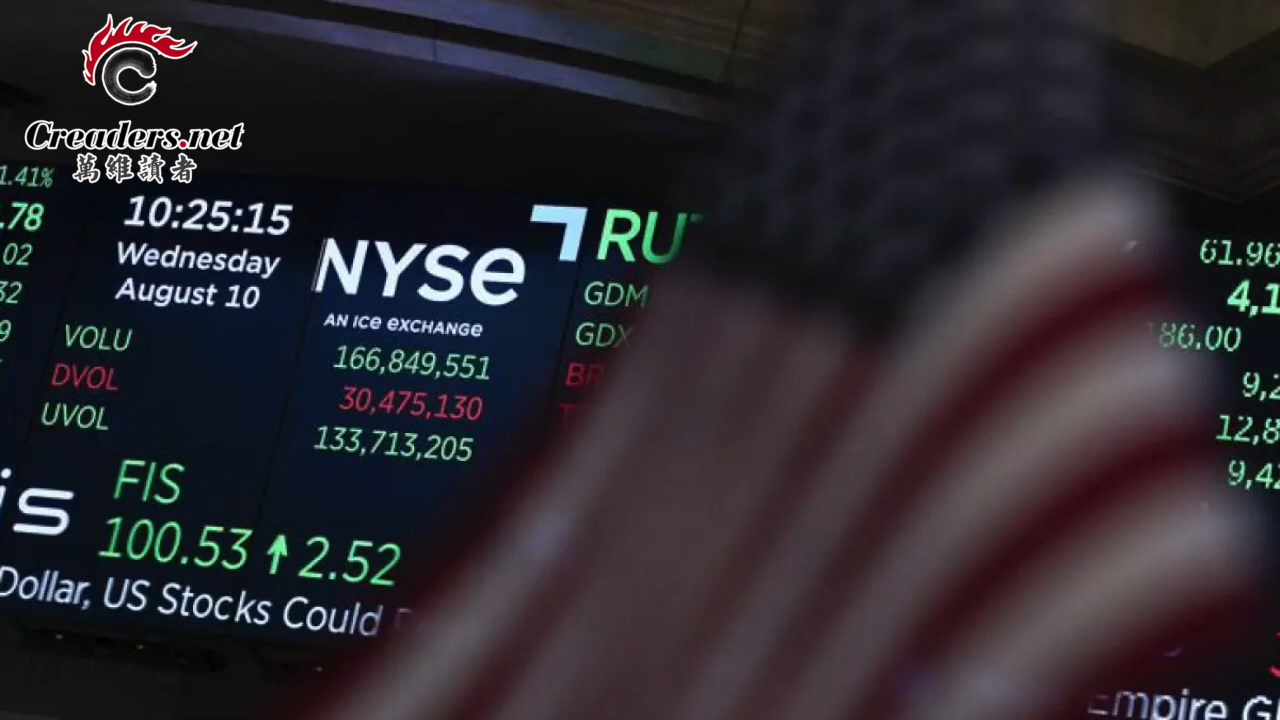 Creaders.net
萬維讀者
1.41%
.78
02
32
9
10:25:15
Wednesday
August 10
VOLU
DVOL
UVOL
NYSE
AN ICE EXCHANGE
166,849,551
30,475,130
133,713,205
RUT
GDM
GDX
61.96
4,1
186.00
9,2
12,8
9,42
is
FIS
100.53 ↑ 2.52
Dollar, US Stocks Could
Empire G